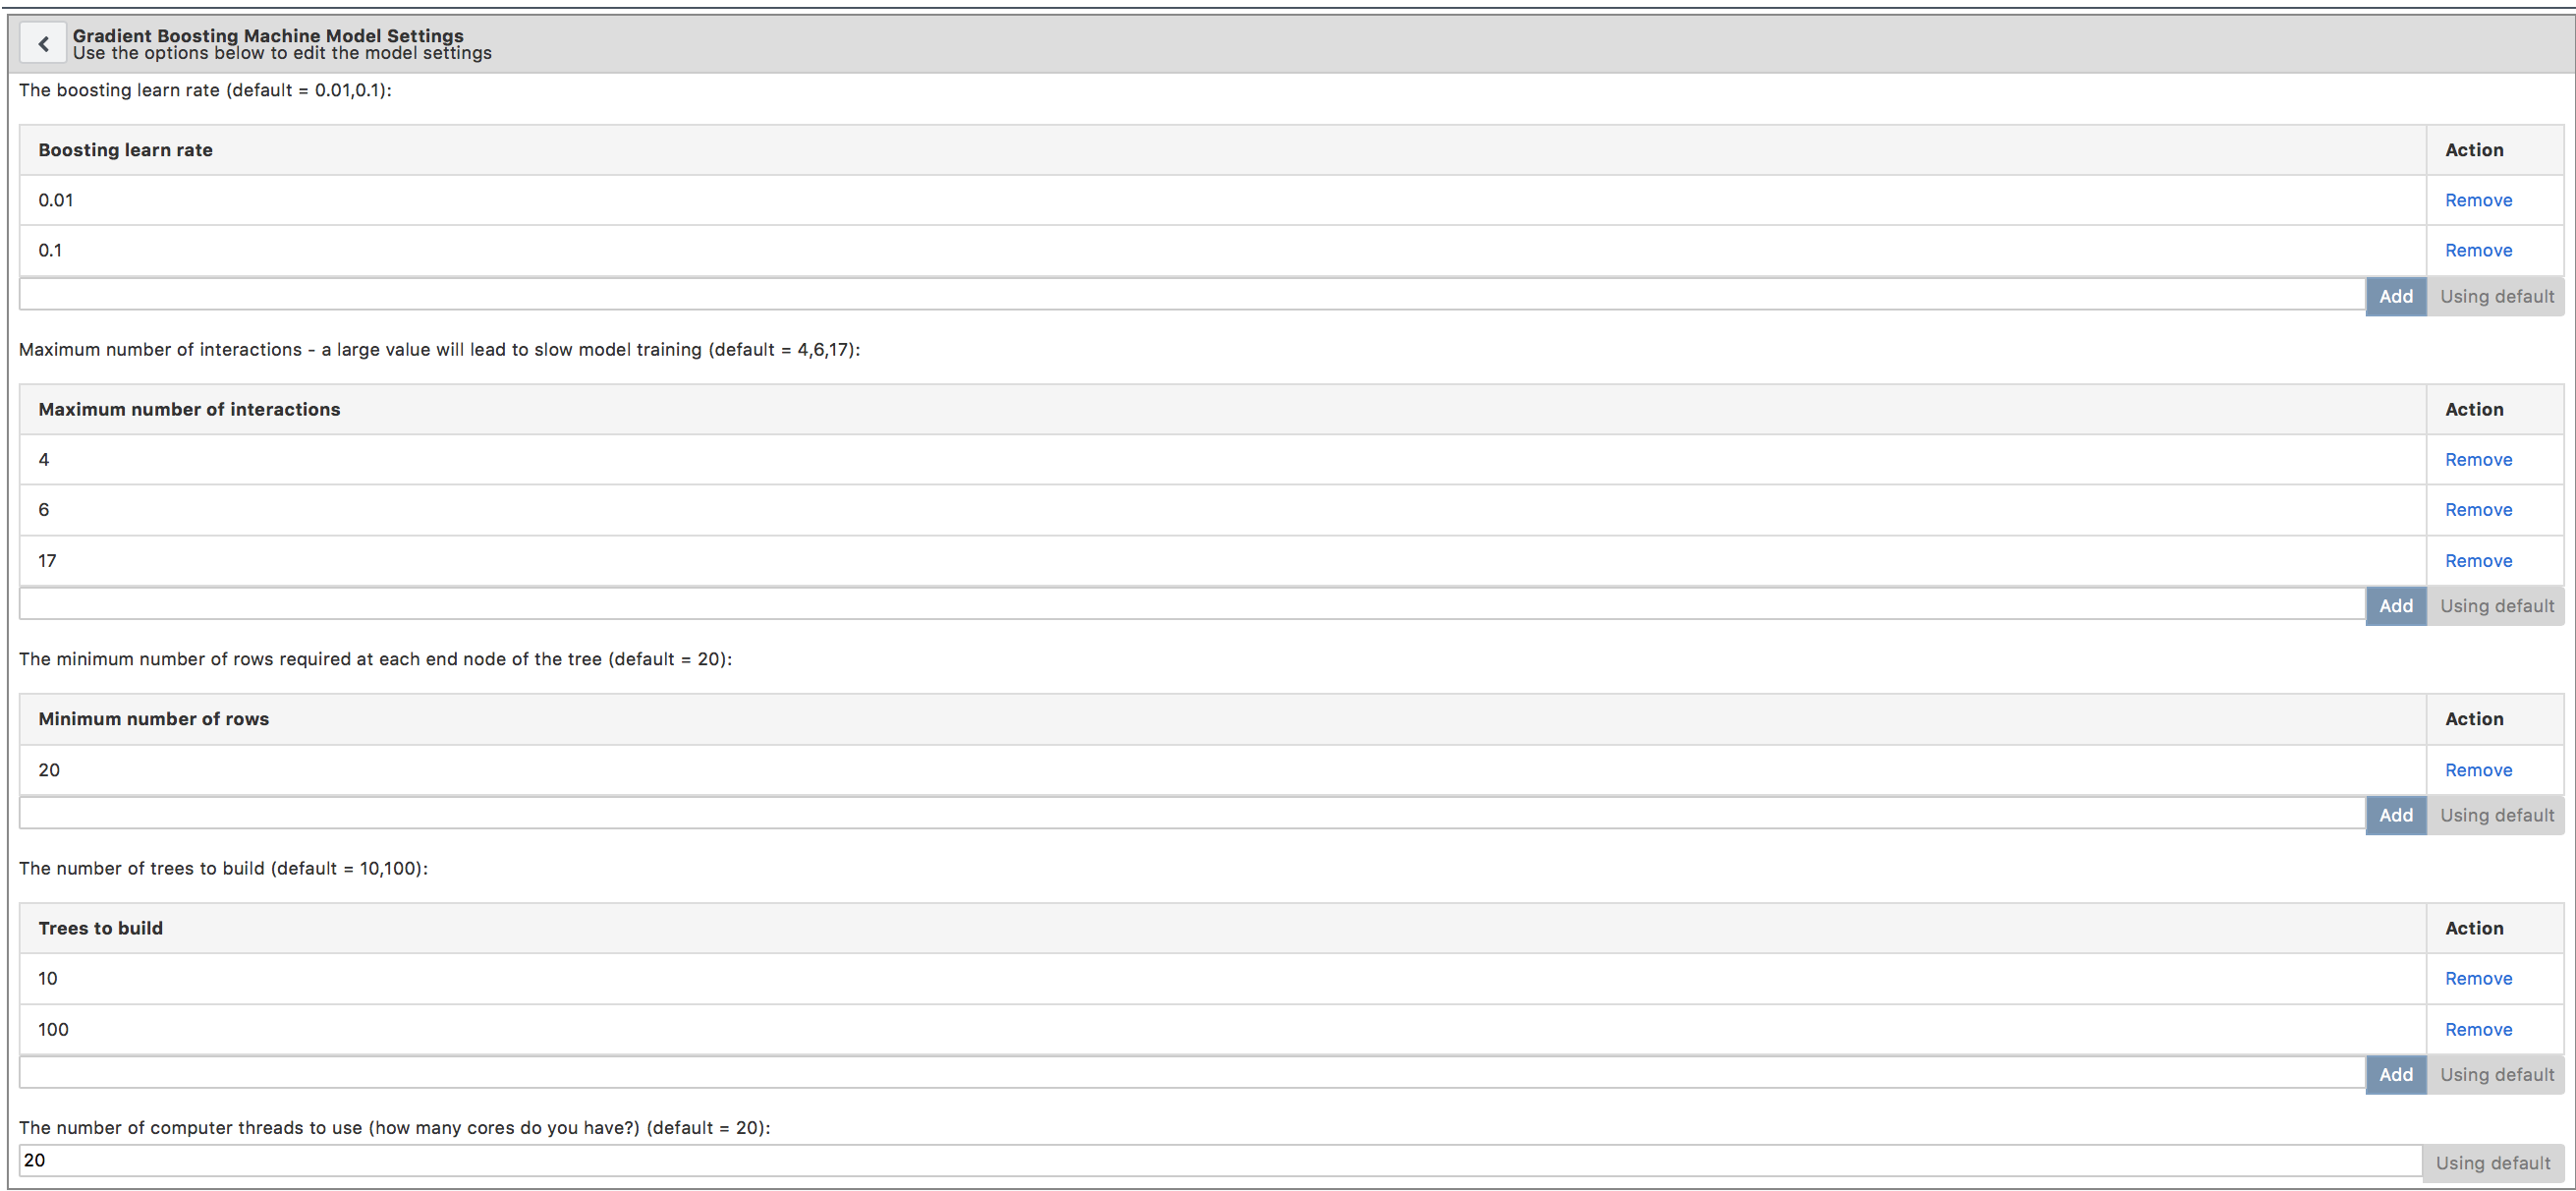 Gradient Boosting Machine Model Settings
Use the options below to edit the model settings
The boosting learn rate (default = 0.01,0.1):
Boosting learn rate Action
0.01 Remove
0.1 Remove
Add Using default
Maximum number of interactions - a large value will lead to slow model training (default = 4,6,17):
Maximum number of interactions Action
4 Remove
6 Remove
17 Remove
Add Using default
The minimum number of rows required at each end node of the tree (default = 20):
Minimum number of rows Action
20 Remove
Add Using default
The number of trees to build (default = 10,100):
Trees to build Action
10 Remove
100 Remove
Add Using default
The number of computer threads to use (how many cores do you have?) (default = 20):
20 Using default